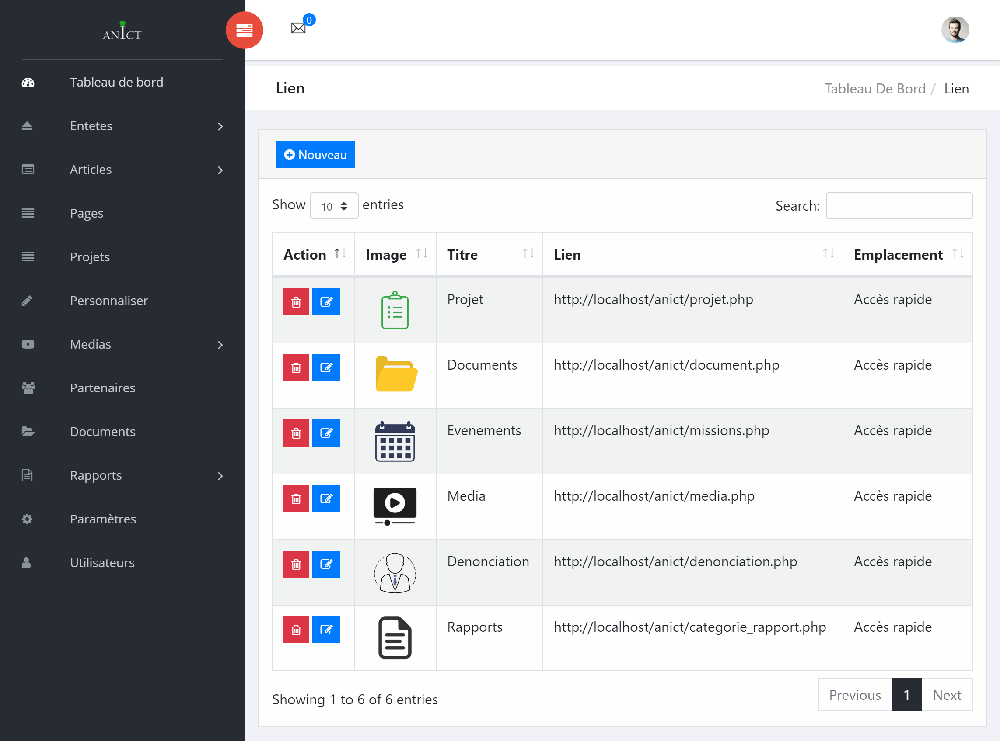 ANICT
0
Tableau de bord
Entetes
Articles
Pages
Projets
Personnaliser
Medias
Partenaires
Documents
Rapports
Paramètres
Utilisateurs
Lien
Tableau De Bord / Lien
Nouveau
Show 10 entries
Search:
Action Image Titre Lien Emplacement
Projet http://localhost/anict/projet.php Accès rapide
Documents http://localhost/anict/document.php Accès rapide
Evenements http://localhost/anict/missions.php Accès rapide
Media http://localhost/anict/media.php Accès rapide
Denonciation http://localhost/anict/denonciation.php Accès rapide
Rapports http://localhost/anict/categorie_rapport.php Accès rapide
Showing 1 to 6 of 6 entries
Previous 1 Next